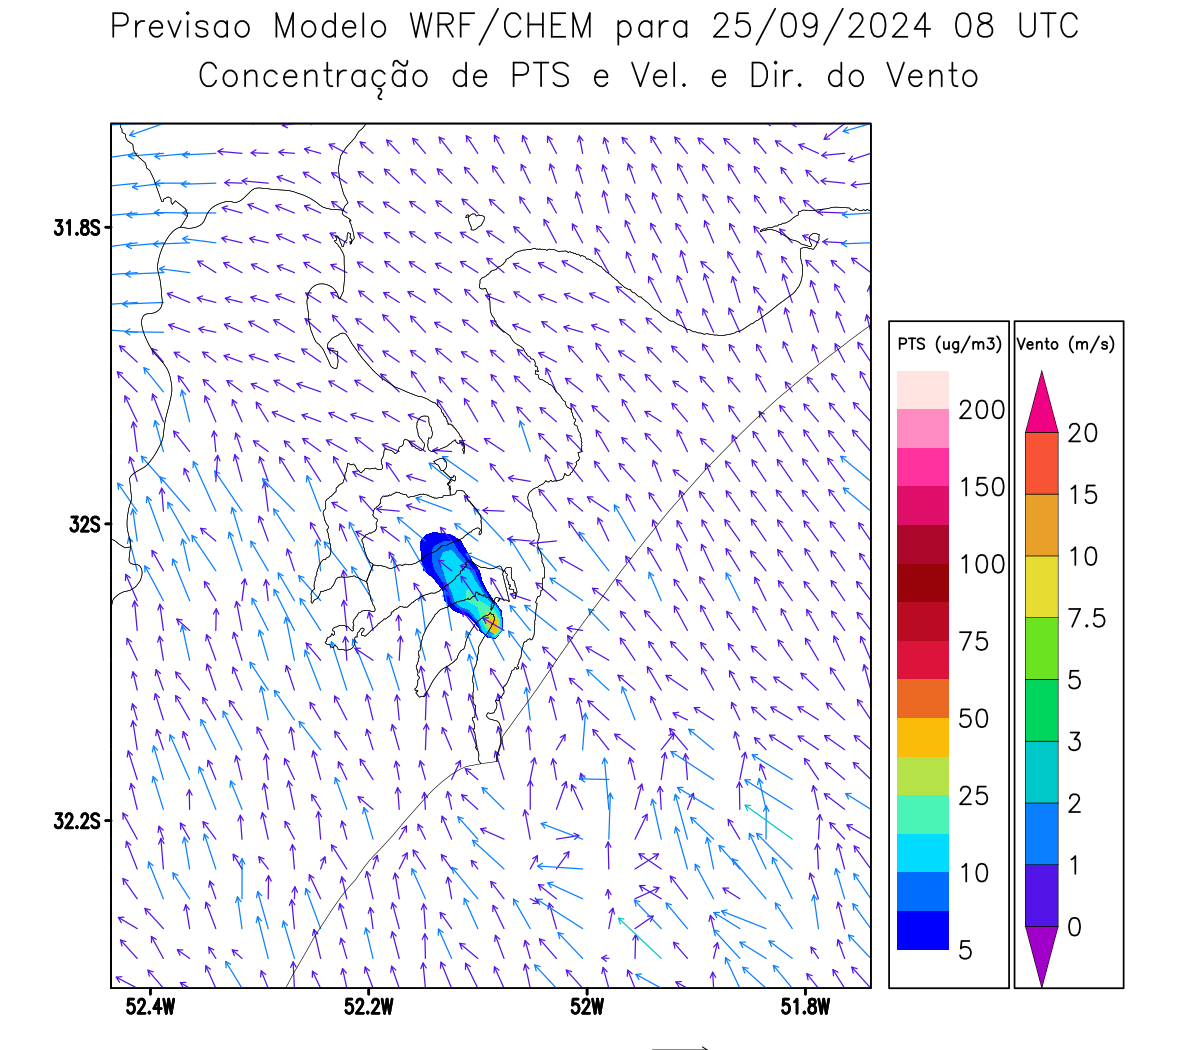 Previsao Modelo WRF/CHEM para 25/09/2024 08 UTC
Concentração de PTS e Vel. e Dir. do Vento
31.8S
32S
32.2S
52.4W
52.2W
52W
51.8W
PTS (ug/m3)
200
150
100
75
50
25
10
5
Vento (m/s)
20
15
10
7.5
5
3
2
1
0